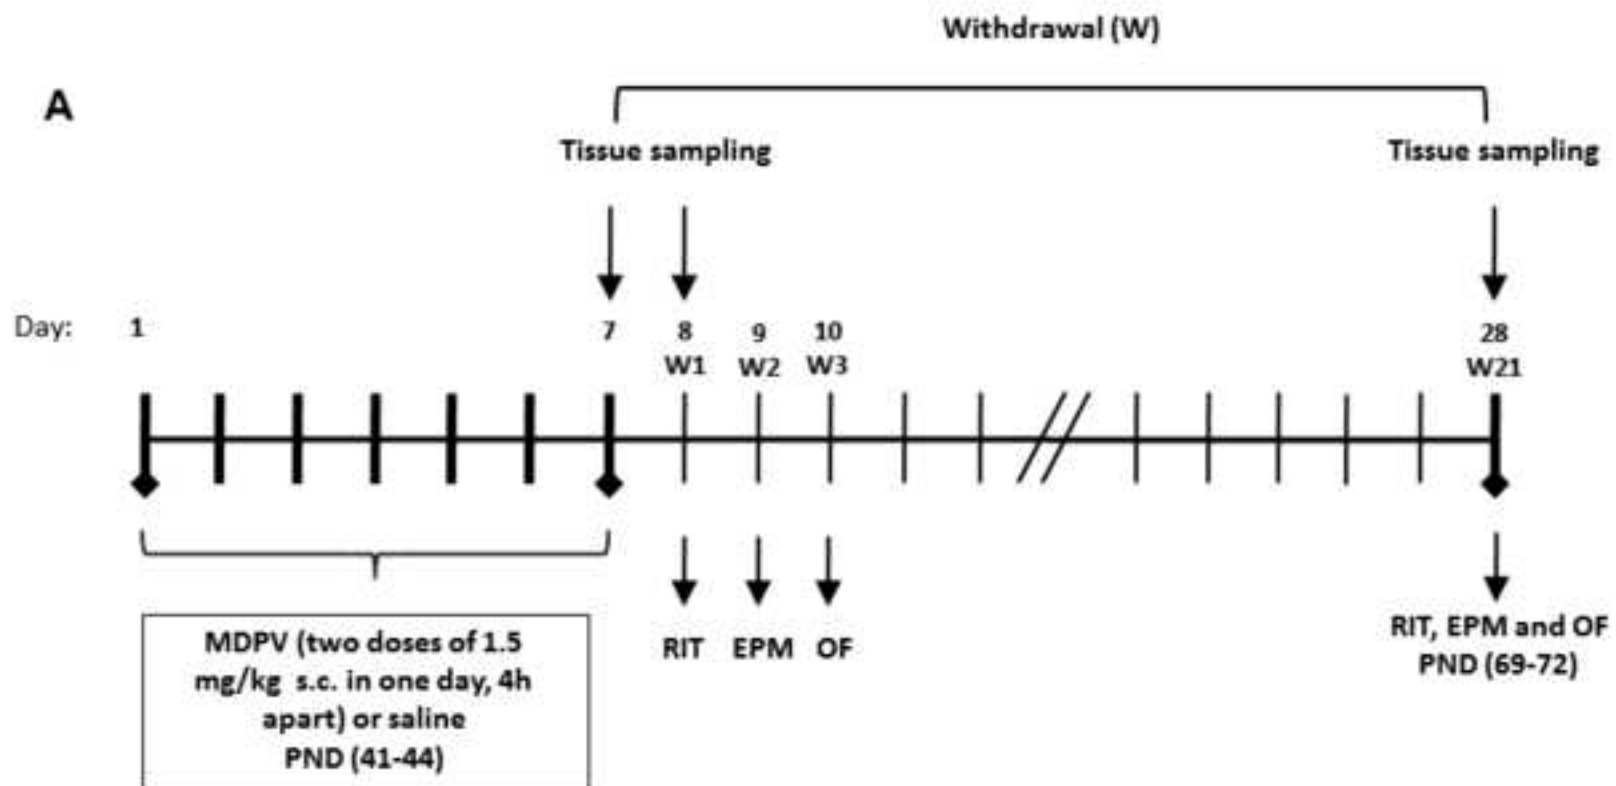 Withdrawal (W)
A
Tissue sampling
Tissue sampling
Day:
1
7
8
9
10
28
W1
W2
W3
W21
RIT
EPM
OF
MDPV (two doses of 1.5
mg/kg s.c. in one day, 4h
apart) or saline
PND (41-44)
RIT, EPM and OF
PND (69-72)